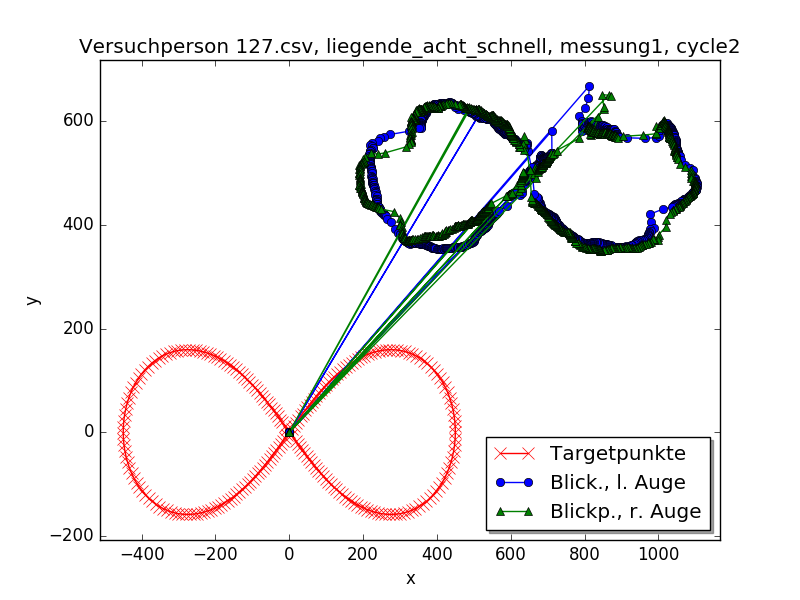 Versuchperson 127.csv, liegende_acht_schnell, messung1, cycle2
600
400
200
0
−200
y
−400
−200
0
200
400
600
800
1000
x
Targetpunkte
Blick., l. Auge
Blickp., r. Auge